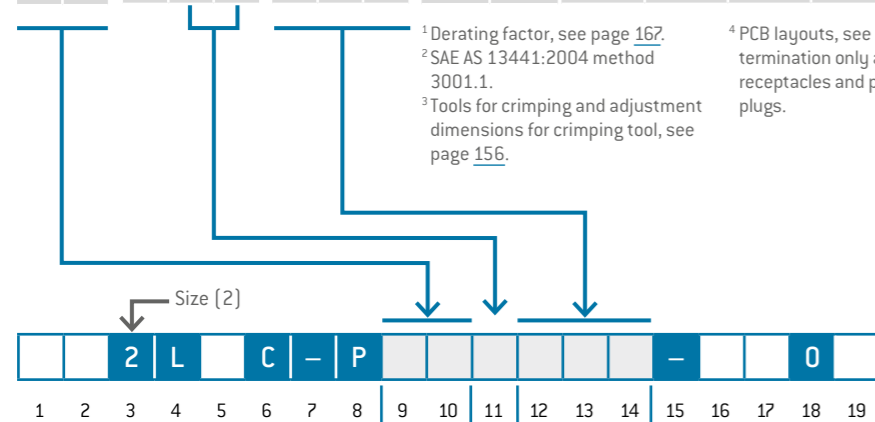 ¹ Derating factor, see page 167.
² SAE AS 13441:2004 method
3001.1.
³ Tools for crimping and adjustment
dimensions for crimping tool, see
page 156.
⁴ PCB layouts, see
termination only
receptacles and
plugs.
Size (2)
2 L C – P – 0
1 2 3 4 5 6 7 8 9 10 11 12 13 14 15 16 17 18 19